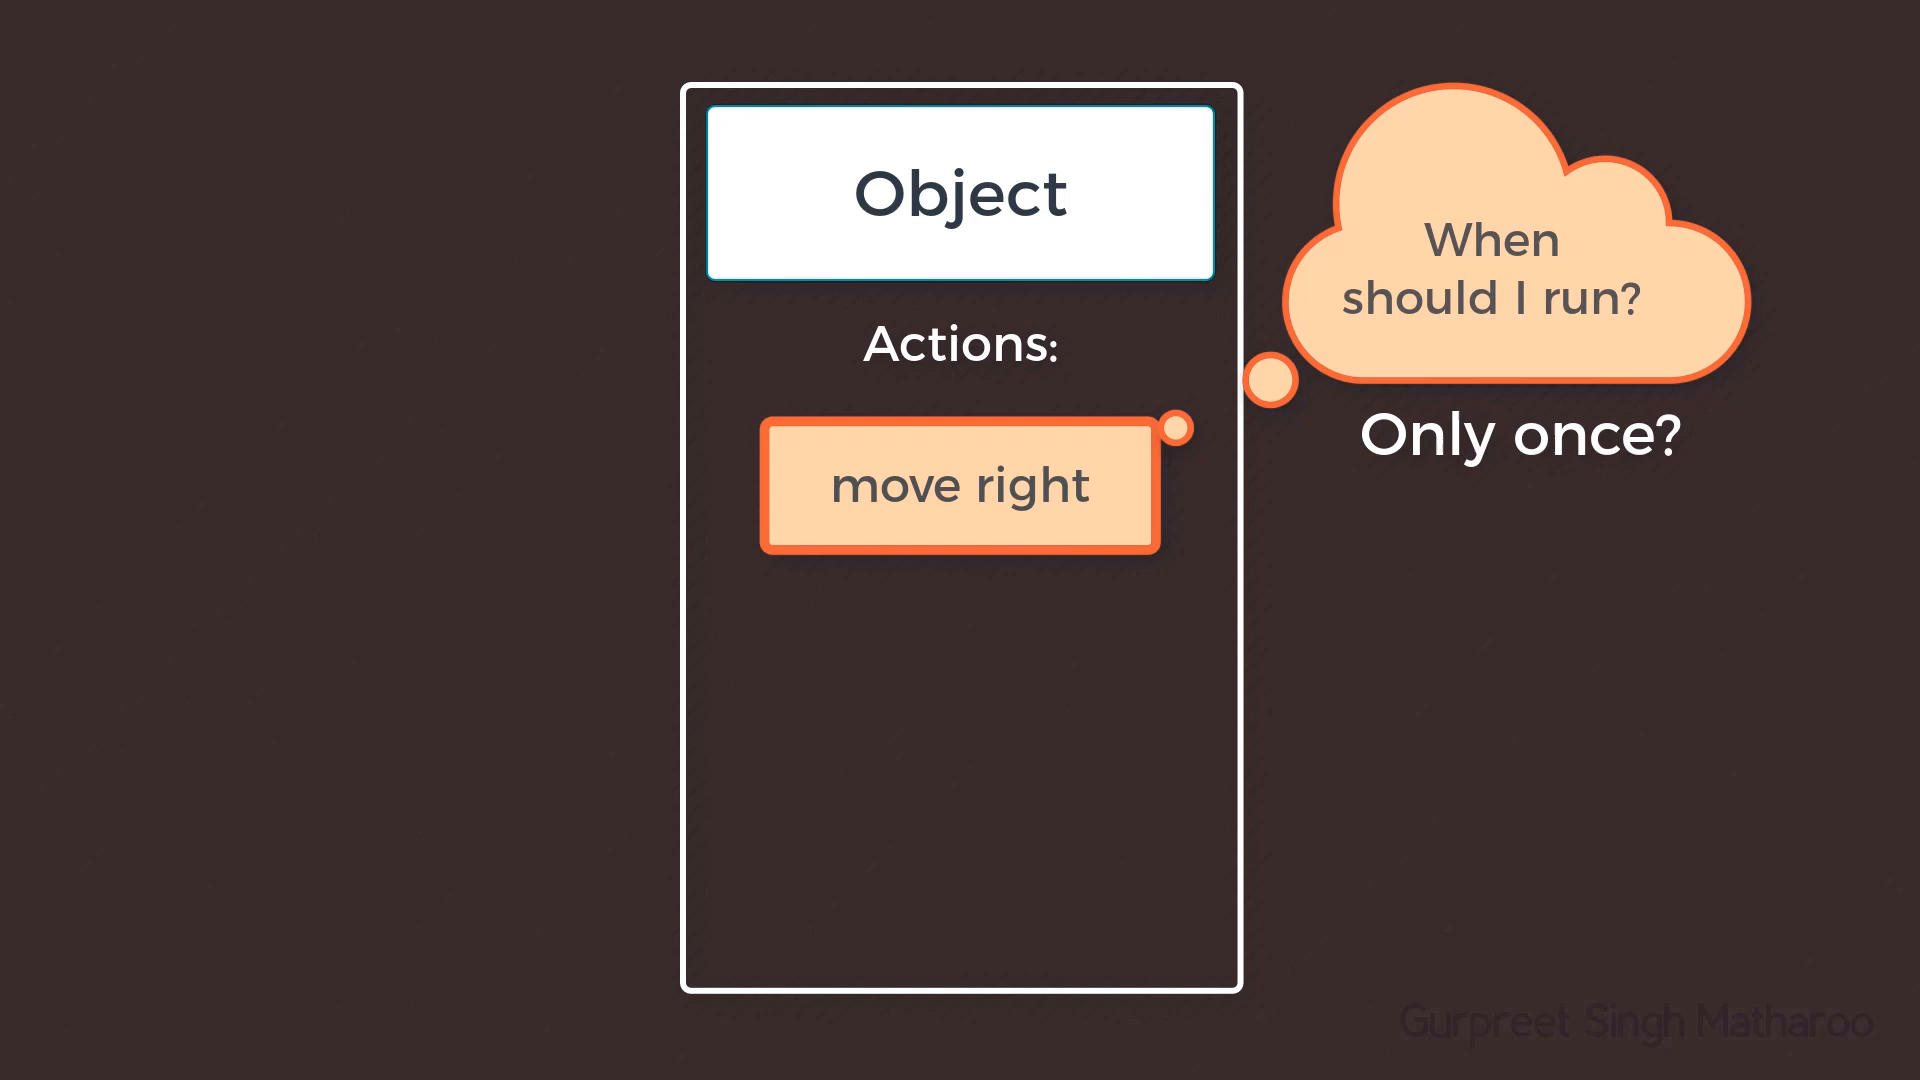 Object
Actions:
move right
When
should I run?
Only once?
Gurpreet Singh Matharoo